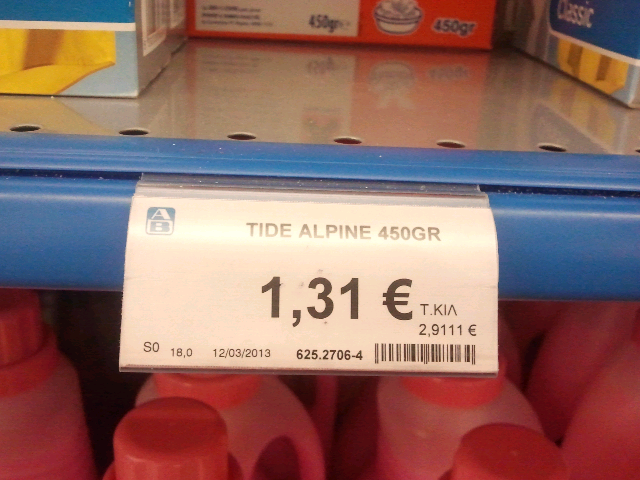 Classic
450gr
450gr
AB
TIDE ALPINE 450GR
1,31 €
Τ.ΚΙΛ
2,9111 €
S0 18,0 12/03/2013 625.2706-4